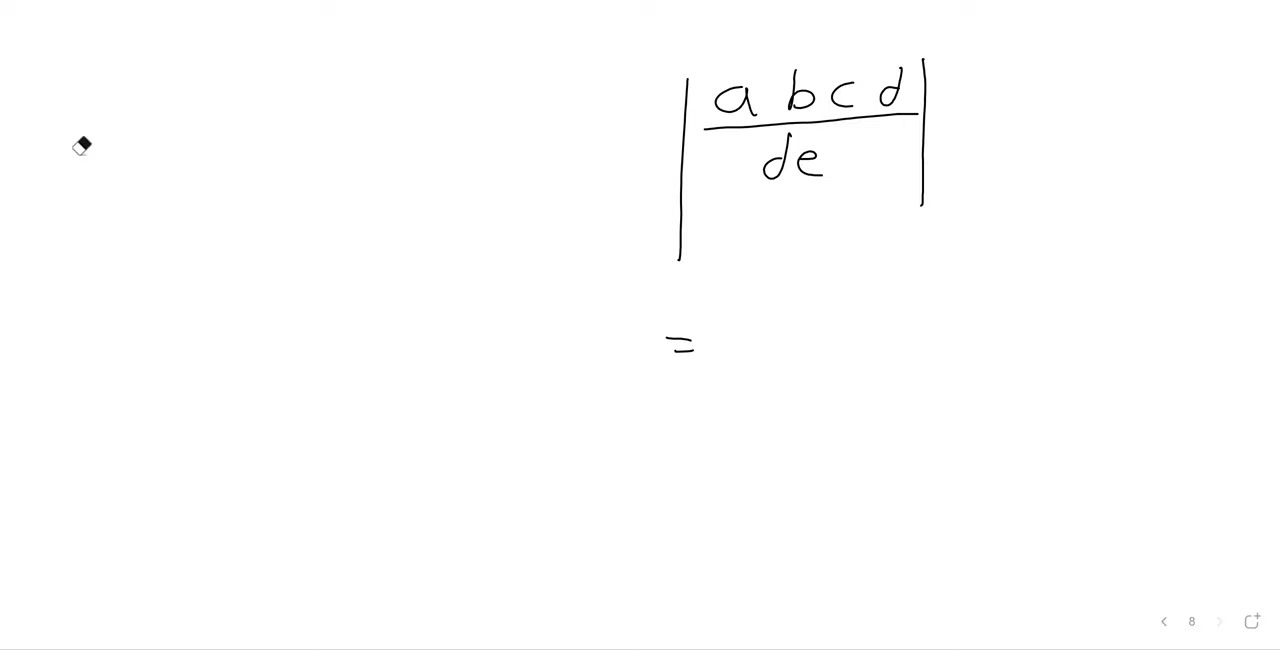 | a b c d |
de
=
8